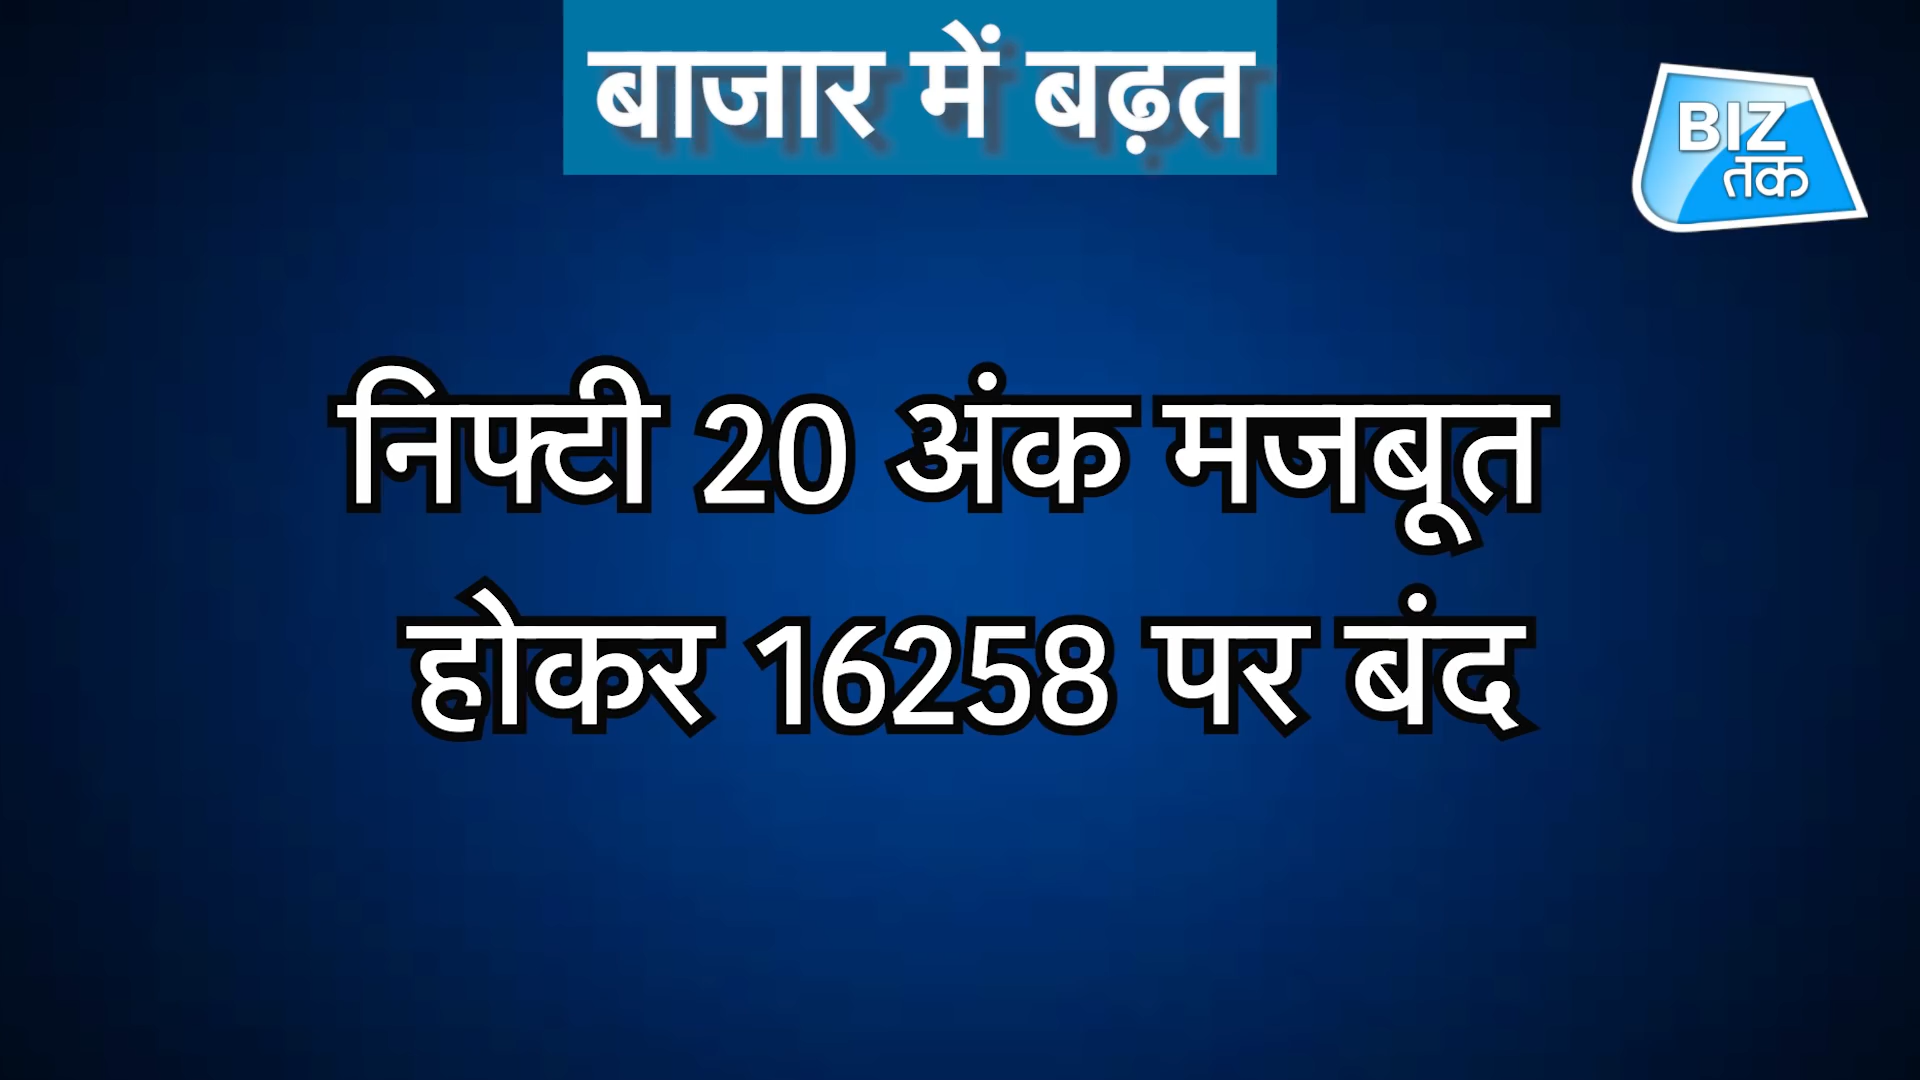 बाजार में बढ़त
BIZ
तक
निफ्टी 20 अंक मजबूत
होकर 16258 पर बंद